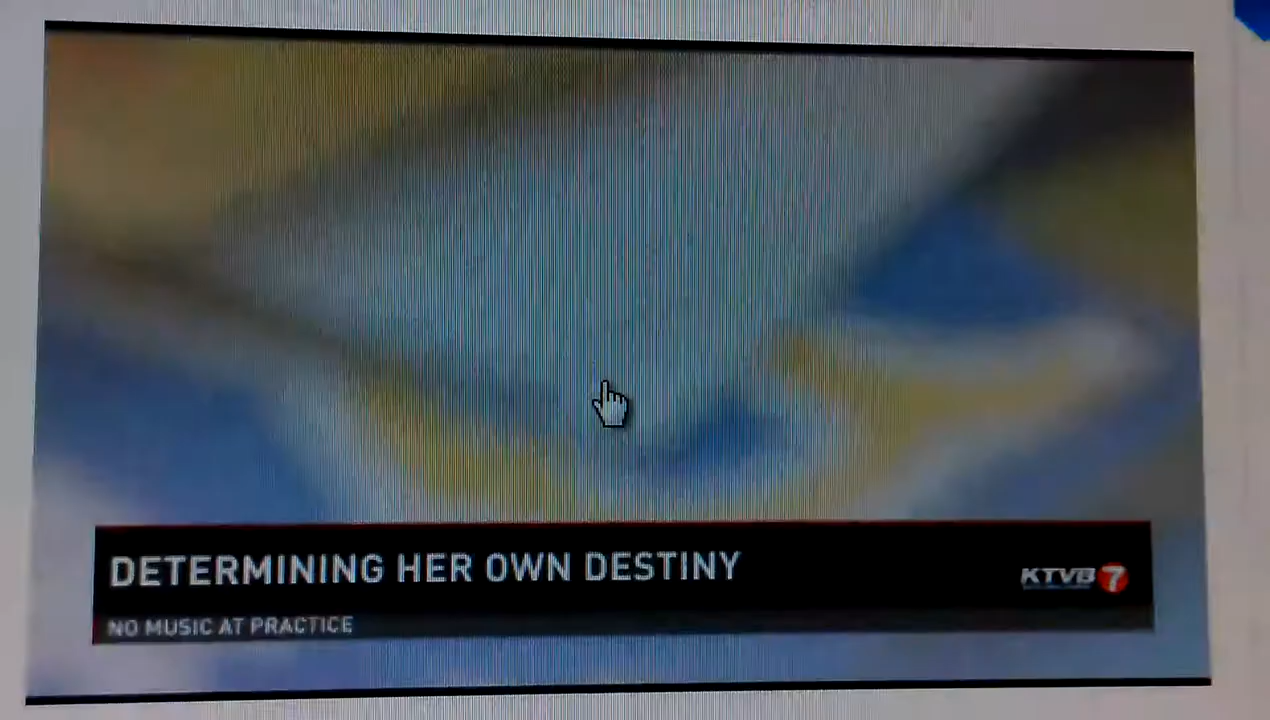 DETERMINING HER OWN DESTINY
KTVB 7
NO MUSIC AT PRACTICE